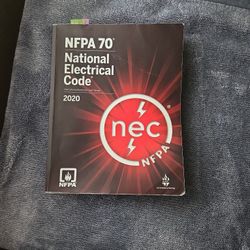 NFPA 70®
National Electrical
Code®
2020
nec®
NFPA
NFPA